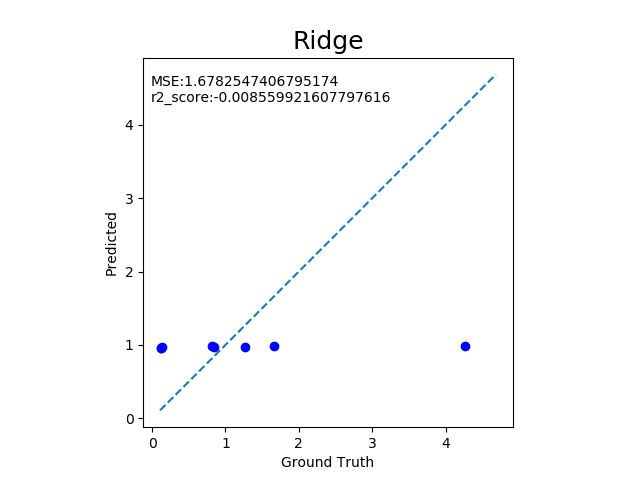 Ridge
MSE:1.6782547406795174
r2_score:-0.008559921607797616
4
3
2
1
0
Predicted
0 1 2 3 4
Ground Truth